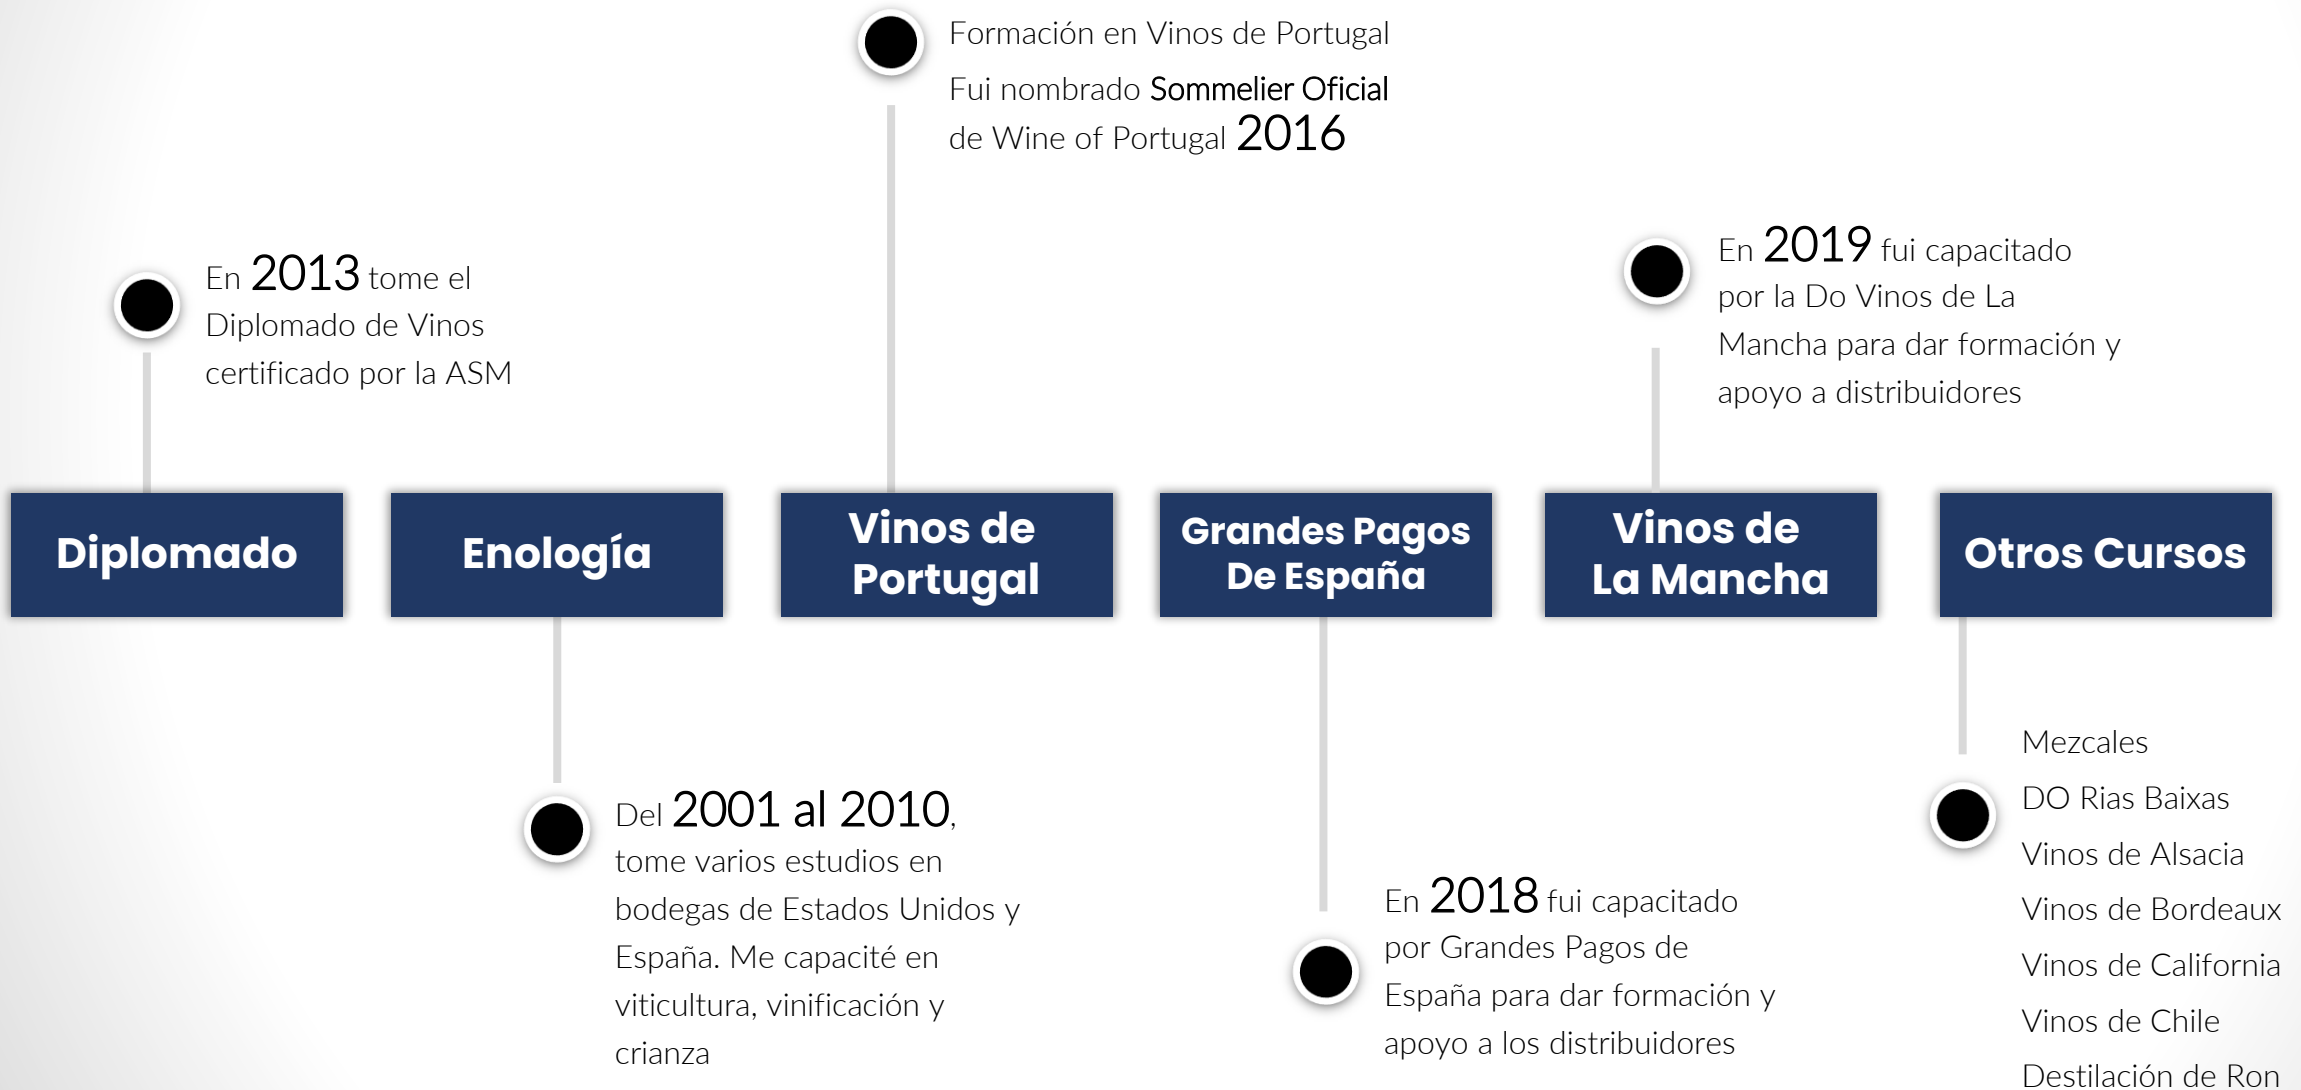 Formación en Vinos de Portugal
Fui nombrado Sommelier Oficial
de Wine of Portugal 2016
En 2013 tome el
Diplomado de Vinos
certificado por la ASM
En 2019 fui capacitado
por la Do Vinos de La
Mancha para dar formación y
apoyo a distribuidores
Diplomado
Enología
Vinos de
Portugal
Grandes Pagos
De España
Vinos de
La Mancha
Otros Cursos
Del 2001 al 2010,
tome varios estudios en
bodegas de Estados Unidos y
España. Me capacité en
viticultura, vinificación y
crianza
En 2018 fui capacitado
por Grandes Pagos de
España para dar formación y
apoyo a los distribuidores
Mezcales
DO Rias Baixas
Vinos de Alsacia
Vinos de Bordeaux
Vinos de California
Vinos de Chile
Destilación de Ron